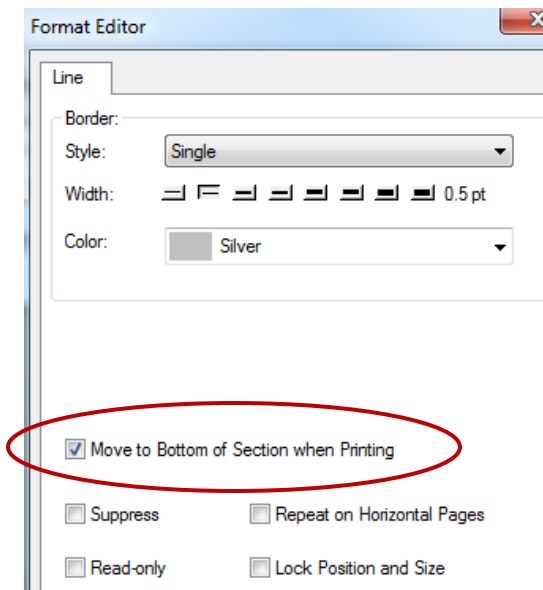 Format Editor
Line
Border:
Style: Single
Width: 0.5 pt
Color: Silver
Move to Bottom of Section when Printing
Suppress Repeat on Horizontal Pages
Read-only Lock Position and Size